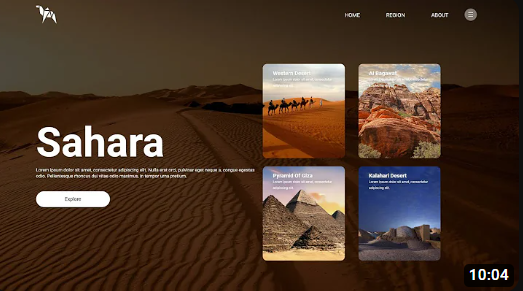 HOME REGION ABOUT
Western Desert
Lorem ipsum dolor sit amet, consectetur
adipiscing elit.
Al Bageest
Lorem ipsum dolor sit amet, consectetur
adipiscing elit.
Sahara
Lorem ipsum dolor sit amet, consectetur adipiscing elit. Nulla erat orci, pulvinar eget neque a, congue egestas
odio. Pellentesque rhoncus dui vitae odio maximus, in tempor urna pretium.
Explore
Pyramid Of Giza
Lorem ipsum dolor sit amet, consectetur
adipiscing elit.
Kalahari Desert
Lorem ipsum dolor sit amet, consectetur
adipiscing elit.
10:04